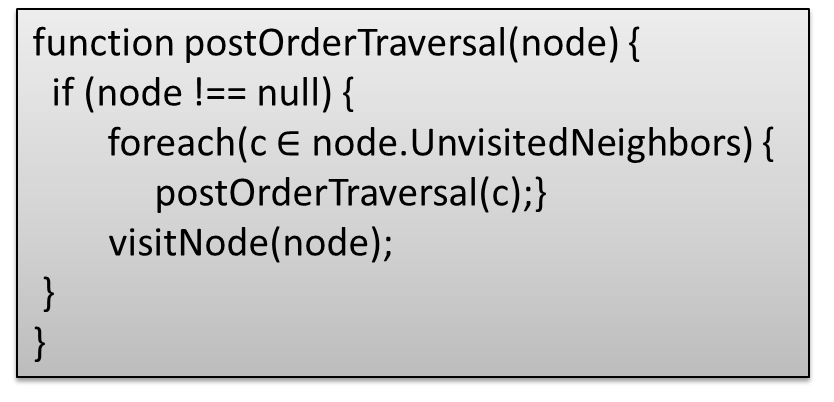 function postOrderTraversal(node) {
if (node !== null) {
foreach(c ∈ node.UnvisitedNeighbors) {
postOrderTraversal(c);}
visitNode(node);
}
}